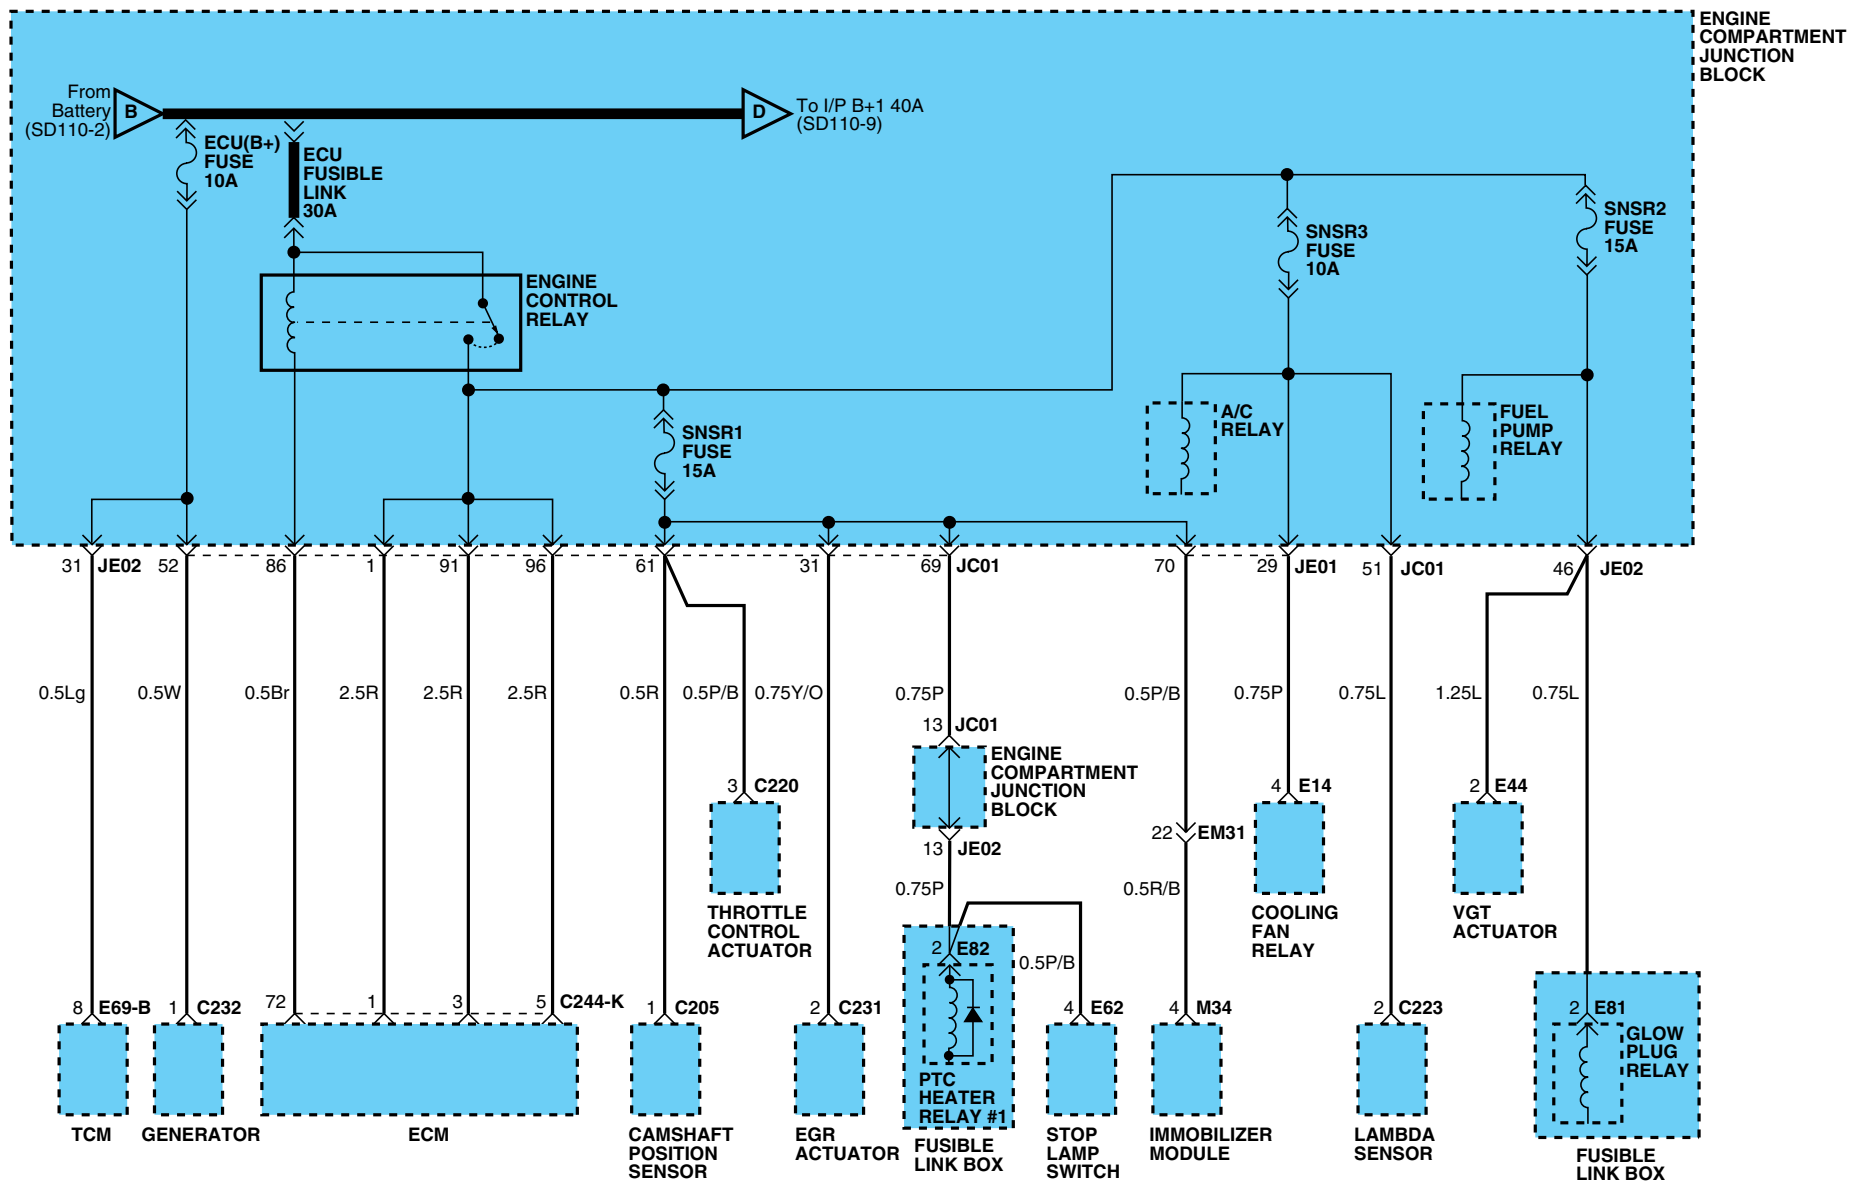 ENGINE
COMPARTMENT
JUNCTION
BLOCK
From
Battery
(SD110-2)
B
D
To I/P B+1 40A
(SD110-9)
ECU(B+)
FUSE
10A
ECU
FUSIBLE
LINK
30A
ENGINE
CONTROL
RELAY
SNSR1
FUSE
15A
SNSR3
FUSE
10A
SNSR2
FUSE
15A
A/C
RELAY
FUEL
PUMP
RELAY
31 JE02 52 86 1 91 96 61 31 69 JC01 70 29 JE01 51 JC01 46 JE02
0.5Lg 0.5W 0.5Br 2.5R 2.5R 2.5R 0.5R 0.5P/B 0.75Y/O 0.75P 0.5P/B 0.75P 0.75L 1.25L 0.75L
13 JC01
ENGINE
COMPARTMENT
JUNCTION
BLOCK
13 JE02
0.75P
3 C220
THROTTLE
CONTROL
ACTUATOR
22 EM31
0.5R/B
4 E14
COOLING
FAN
RELAY
2 E44
VGT
ACTUATOR
2 E82
0.5P/B
8 E69-B 1 C232 72 1 3 5 C244-K 1 C205 2 C231 4 E62 4 M34 2 C223 2 E81
GLOW
PLUG
RELAY
PTC
HEATER
RELAY #1
TCM
GENERATOR
ECM
CAMSHAFT
POSITION
SENSOR
EGR
ACTUATOR
FUSIBLE
LINK BOX
STOP
LAMP
SWITCH
IMMOBILIZER
MODULE
LAMBDA
SENSOR
FUSIBLE
LINK BOX